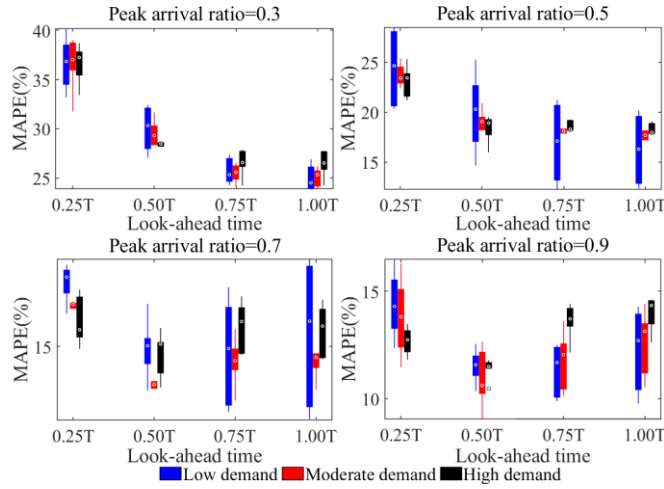 Peak arrival ratio=0.3
MAPE(%)
40
35
30
25
0.25T 0.50T 0.75T 1.00T
Look-ahead time
Peak arrival ratio=0.5
MAPE(%)
25
20
15
0.25T 0.50T 0.75T 1.00T
Look-ahead time
Peak arrival ratio=0.7
MAPE(%)
15
0.25T 0.50T 0.75T 1.00T
Look-ahead time
Peak arrival ratio=0.9
MAPE(%)
15
10
0.25T 0.50T 0.75T 1.00T
Look-ahead time
Low demand Moderate demand High demand